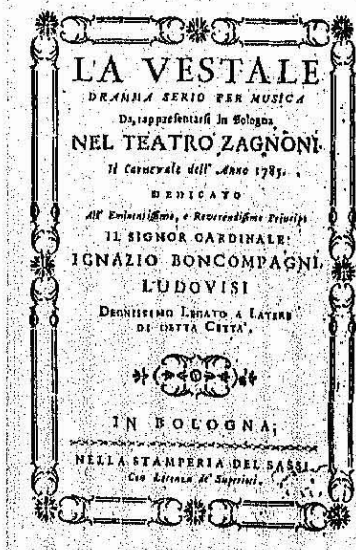 LA VESTALE
DRAMMA SERIO PER MUSICA
Da rappresentarsi in Bologna
NEL TEATRO ZAGNONI
Il Carnevale dell' Anno 1785.
DEDICATO
All' Eminentissimo, e Reverendissimo Principe
IL SIGNOR CARDINALE
IGNAZIO BONCOMPAGNI
LUDOVISI
DEGNISSIMO LEGATO A LATERE
DI DETTA CITTA'.
IN BOLOGNA,
NELLA STAMPERIA DEL SASSI.
Con Licenza de' Superiori.